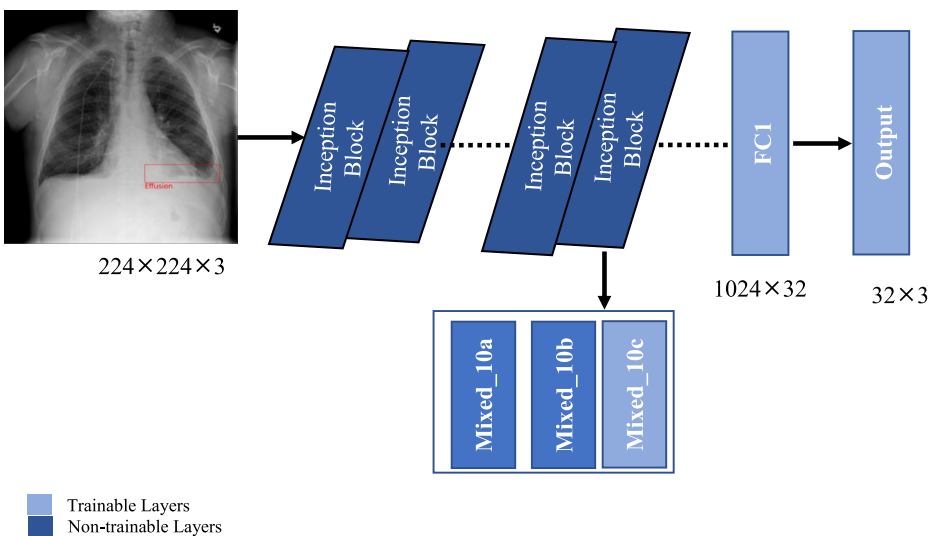 Effusion
224×224×3
Inception
Block
Inception
Block
Inception
Block
Inception
Block
FC1
Output
1024×32
32×3
Mixed_10a
Mixed_10b
Mixed_10c
Trainable Layers
Non-trainable Layers